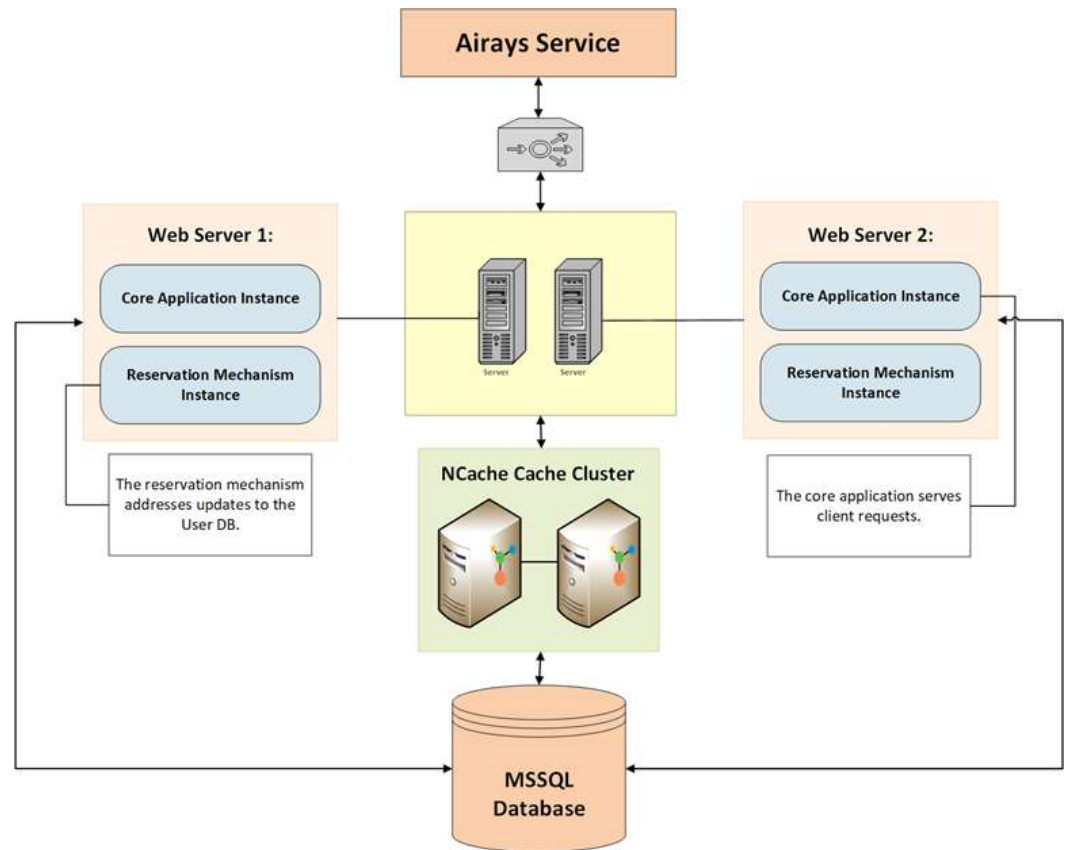 Airays Service
Web Server 1:
Core Application Instance
Reservation Mechanism
Instance
The reservation mechanism
addresses updates to the
User DB.
Server
Server
Web Server 2:
Core Application Instance
Reservation Mechanism
Instance
The core application serves
client requests.
NCache Cache Cluster
MSSQL
Database